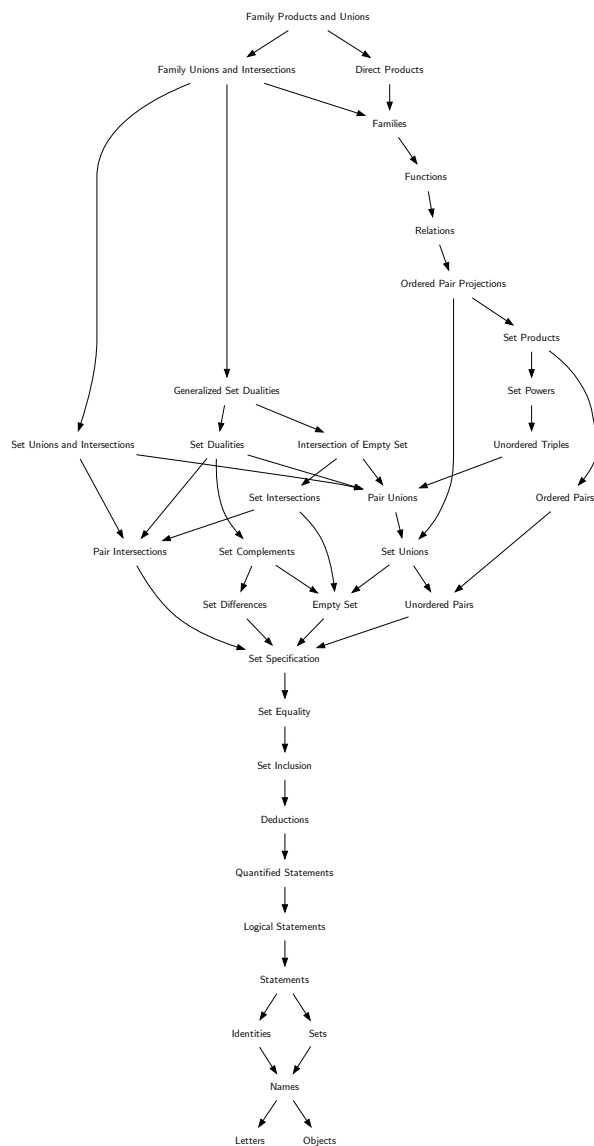 Family Products and Unions
Family Unions and Intersections
Direct Products
Families
Functions
Relations
Ordered Pair Projections
Set Products
Generalized Set Dualities
Set Powers
Set Unions and Intersections
Set Dualities
Intersection of Empty Set
Unordered Triples
Set Intersections
Pair Unions
Ordered Pairs
Pair Intersections
Set Complements
Set Unions
Set Differences
Empty Set
Unordered Pairs
Set Specification
Set Equality
Set Inclusion
Deductions
Quantified Statements
Logical Statements
Statements
Identities
Sets
Names
Letters
Objects